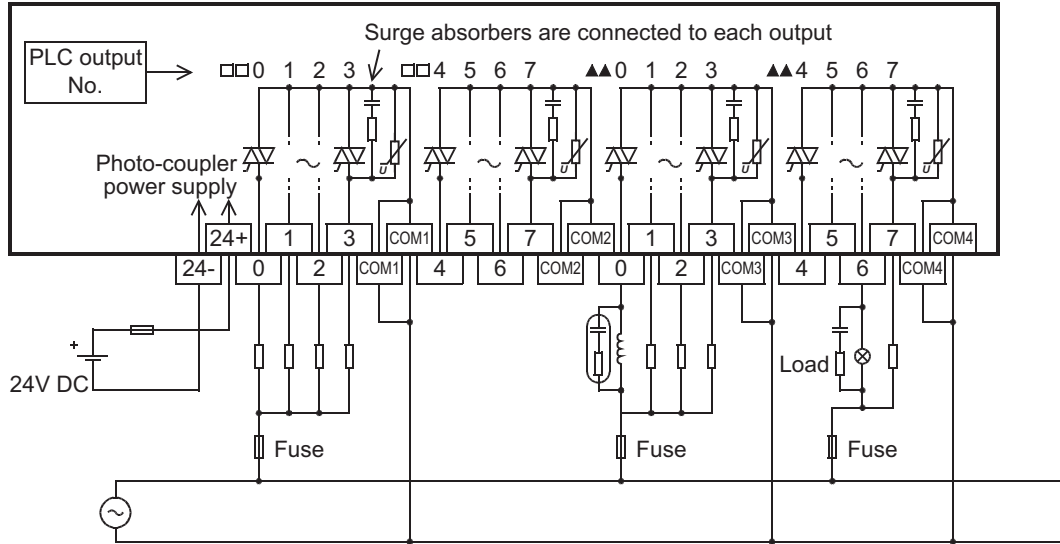 Surge absorbers are connected to each output
PLC output
No.
□□0 1 2 3 □□4 5 6 7 ▲▲0 1 2 3 ▲▲4 5 6 7
Photo-coupler
power supply
U U U U
24+ 1 3 COM1 5 7 COM2 1 3 COM3 5 7 COM4
24- 0 2 COM1 4 6 COM2 0 2 COM3 4 6 COM4
+
24V DC
Load
Fuse Fuse Fuse